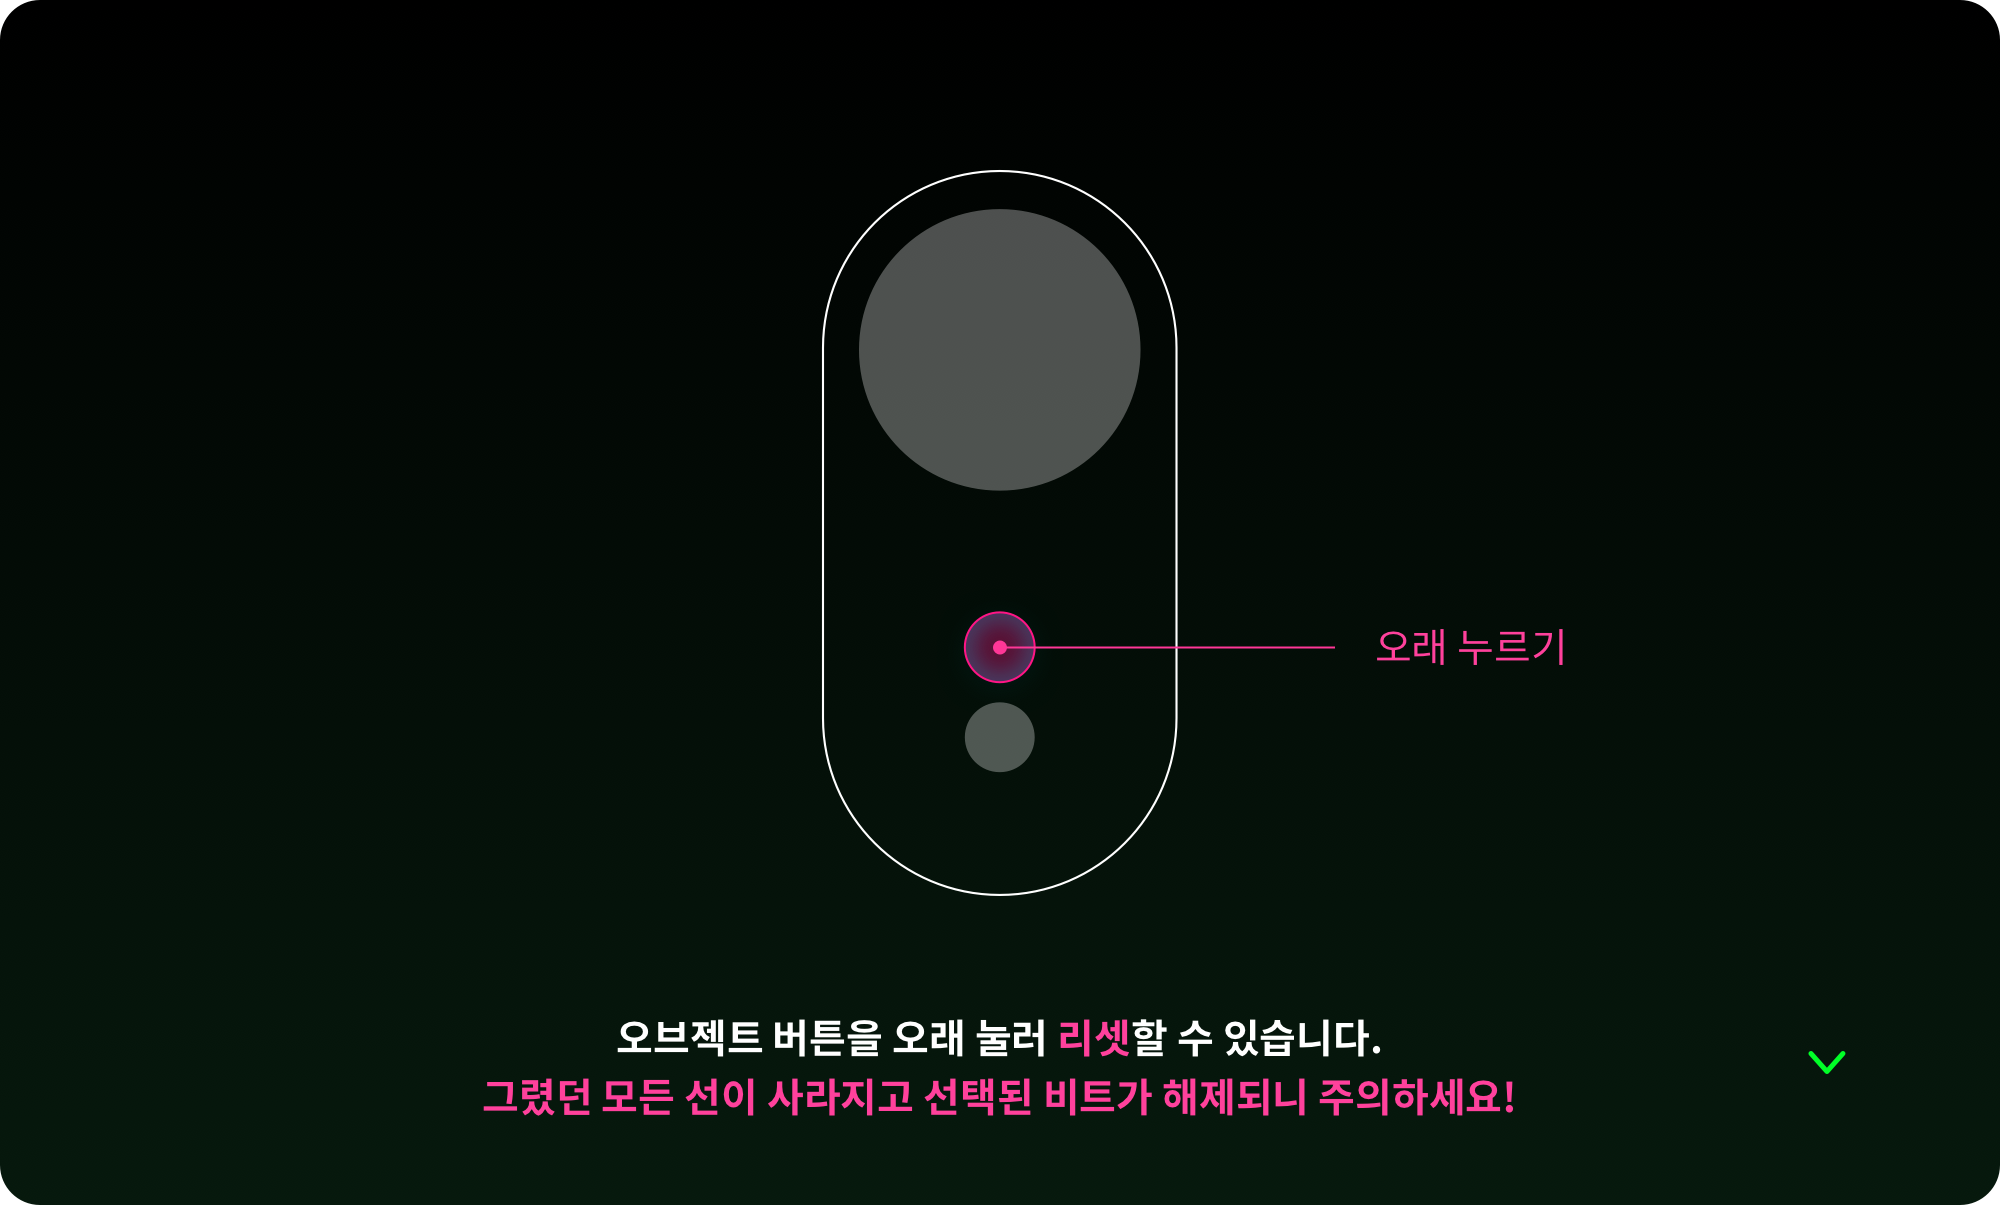 오래 누르기
오브젝트 버튼을 오래 눌러 리셋할 수 있습니다.
그렸던 모든 선이 사라지고 선택된 비트가 해제되니 주의하세요!